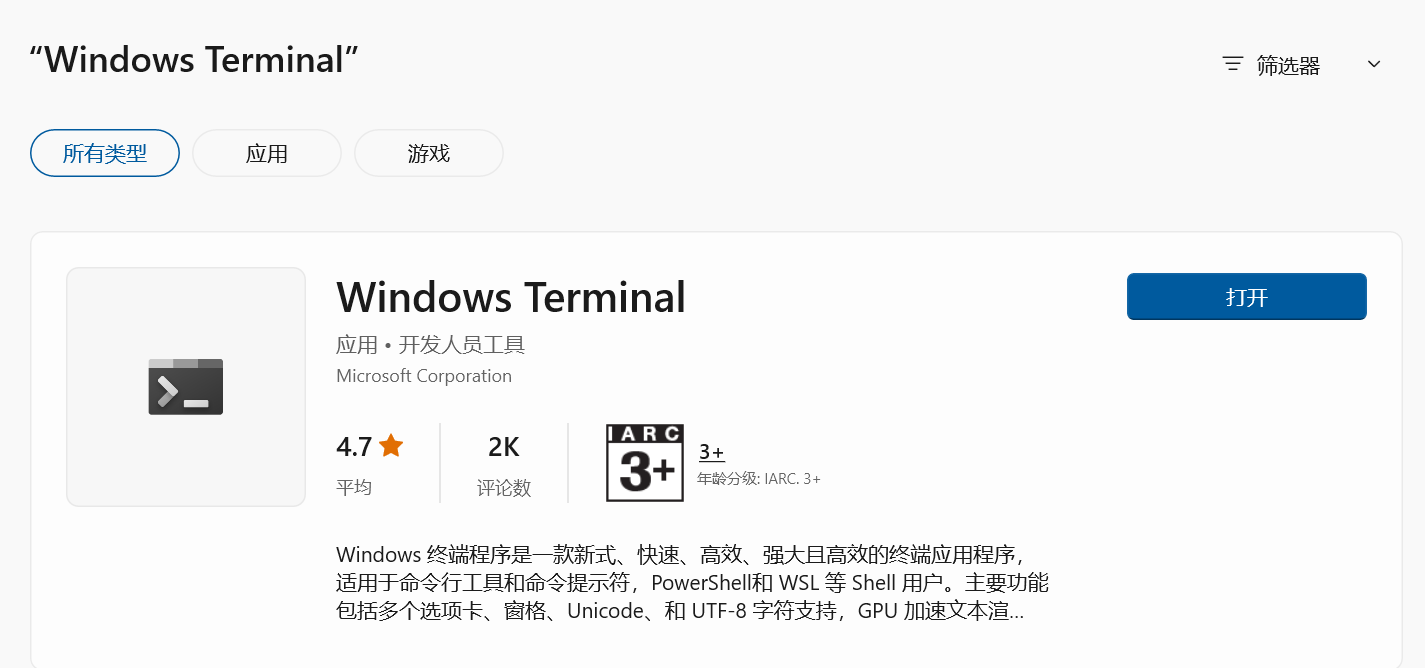 “Windows Terminal”
筛选器
所有类型
应用
游戏
Windows Terminal
打开
应用 • 开发人员工具
Microsoft Corporation
4.7
平均
2K
评论数
IARC
3+
3+
年龄分级: IARC. 3+
Windows 终端程序是一款新式、快速、高效、强大且高效的终端应用程序，
适用于命令行工具和命令提示符，PowerShell和 WSL 等 Shell 用户。主要功能
包括多个选项卡、窗格、Unicode、和 UTF-8 字符支持，GPU 加速文本渲...